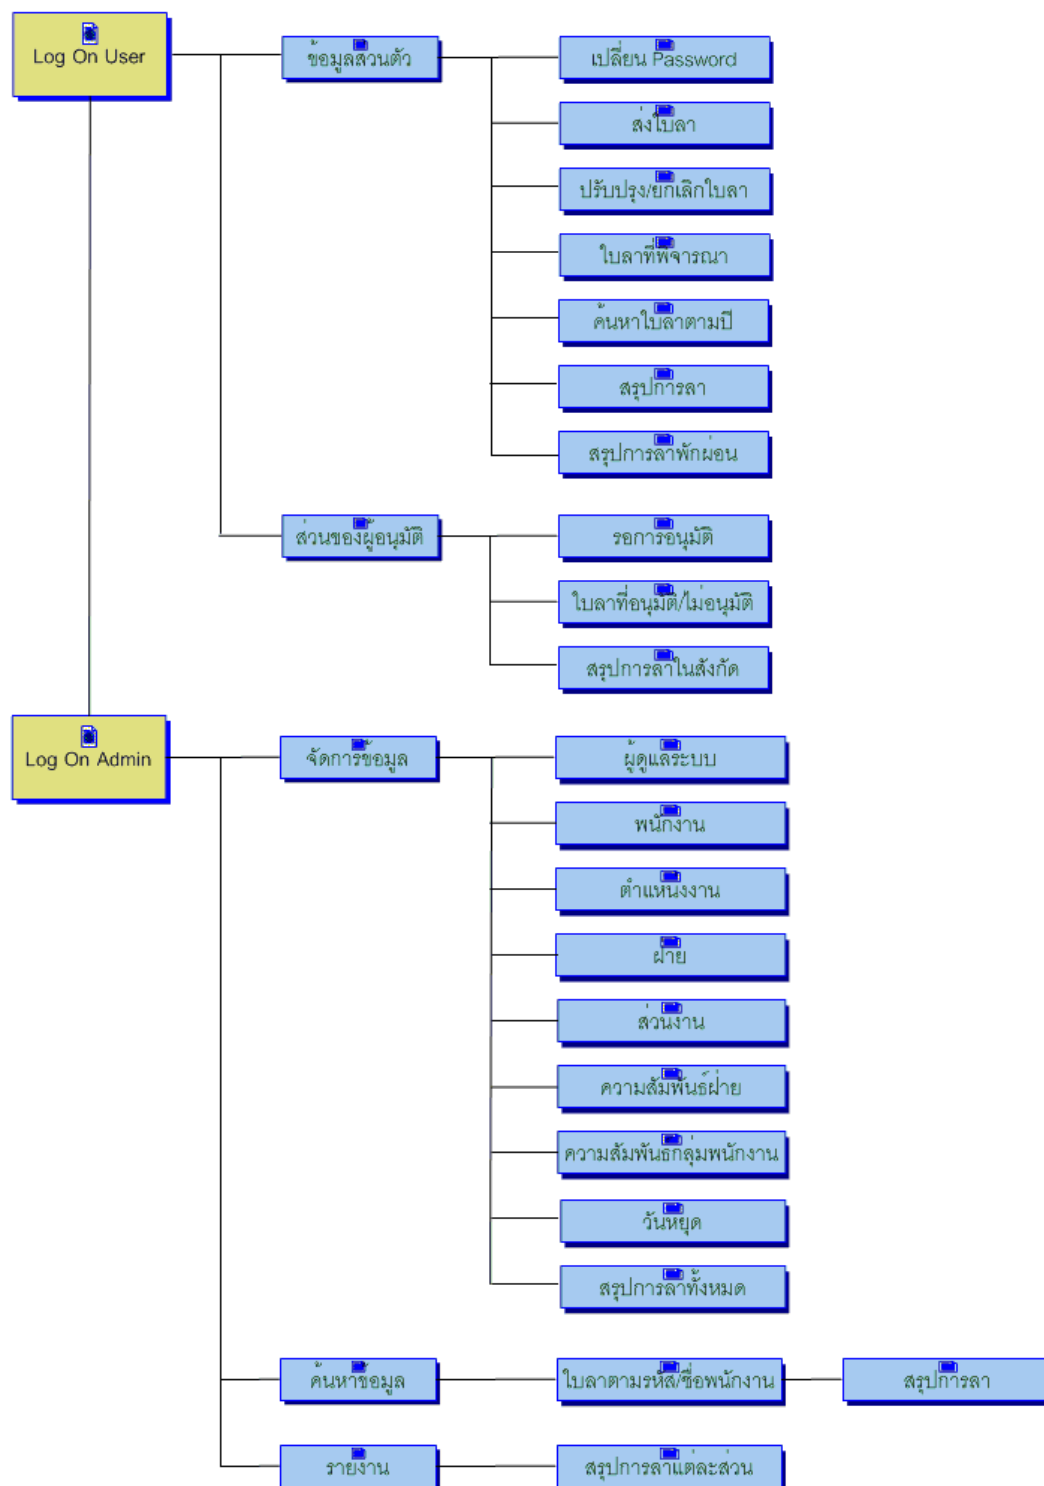 Log On User
ข้อมูลส่วนตัว
เปลี่ยน Password
ส่งใบลา
ปรับปรุง/ยกเลิกใบลา
ใบลาที่พิจารณา
ค้นหาใบลาตามปี
สรุปการลา
สรุปการลาพักผ่อน
ส่วนของผู้อนุมัติ
รอการอนุมัติ
ใบลาที่อนุมัติ/ไม่อนุมัติ
สรุปการลาในสังกัด
Log On Admin
จัดการข้อมูล
ผู้ดูแลระบบ
พนักงาน
ตำแหน่งงาน
ฝ่าย
ส่วนงาน
ความสัมพันธ์ฝ่าย
ความสัมพันธ์กลุ่มพนักงาน
วันหยุด
สรุปการลาทั้งหมด
ค้นหาข้อมูล
ใบลาตามรหัส/ชื่อพนักงาน
สรุปการลา
รายงาน
สรุปการลาแต่ละส่วน